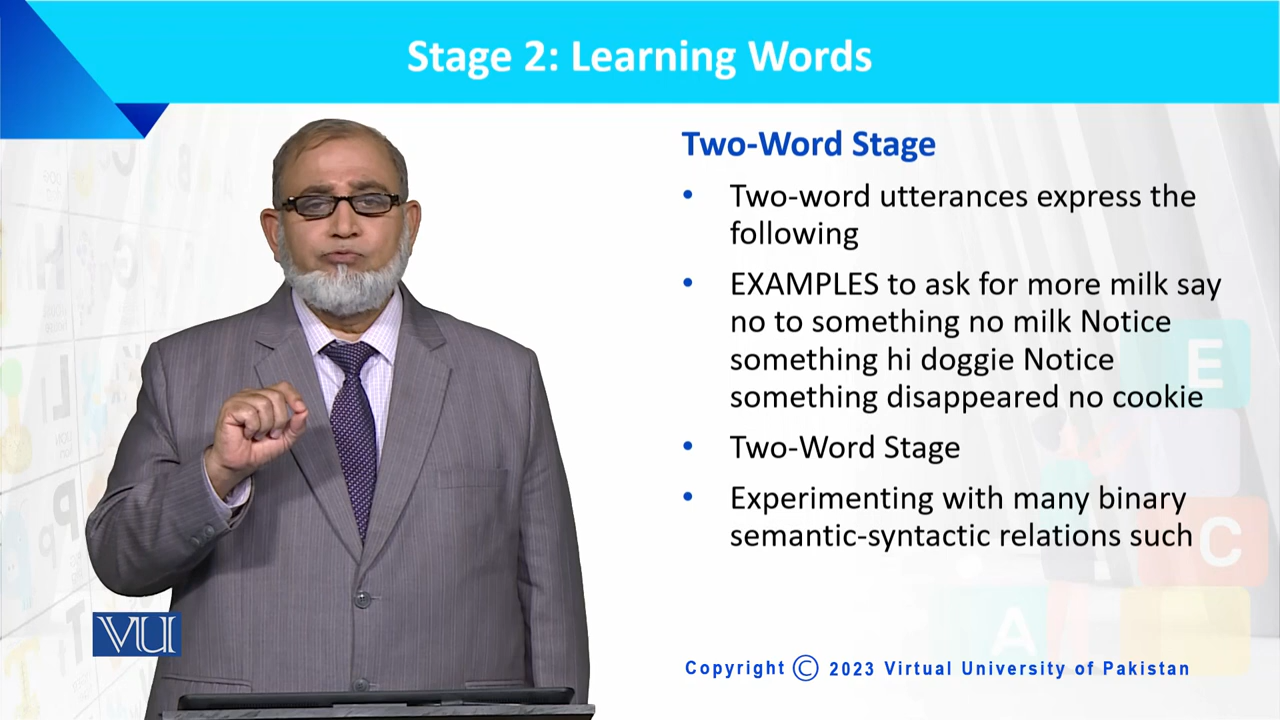 Stage 2: Learning Words
Two-Word Stage
• Two-word utterances express the
following
• EXAMPLES to ask for more milk say
no to something no milk Notice
something hi doggie Notice
something disappeared no cookie
• Two-Word Stage
• Experimenting with many binary
semantic-syntactic relations such
E
C
A
VU
Copyright © 2023 Virtual University of Pakistan